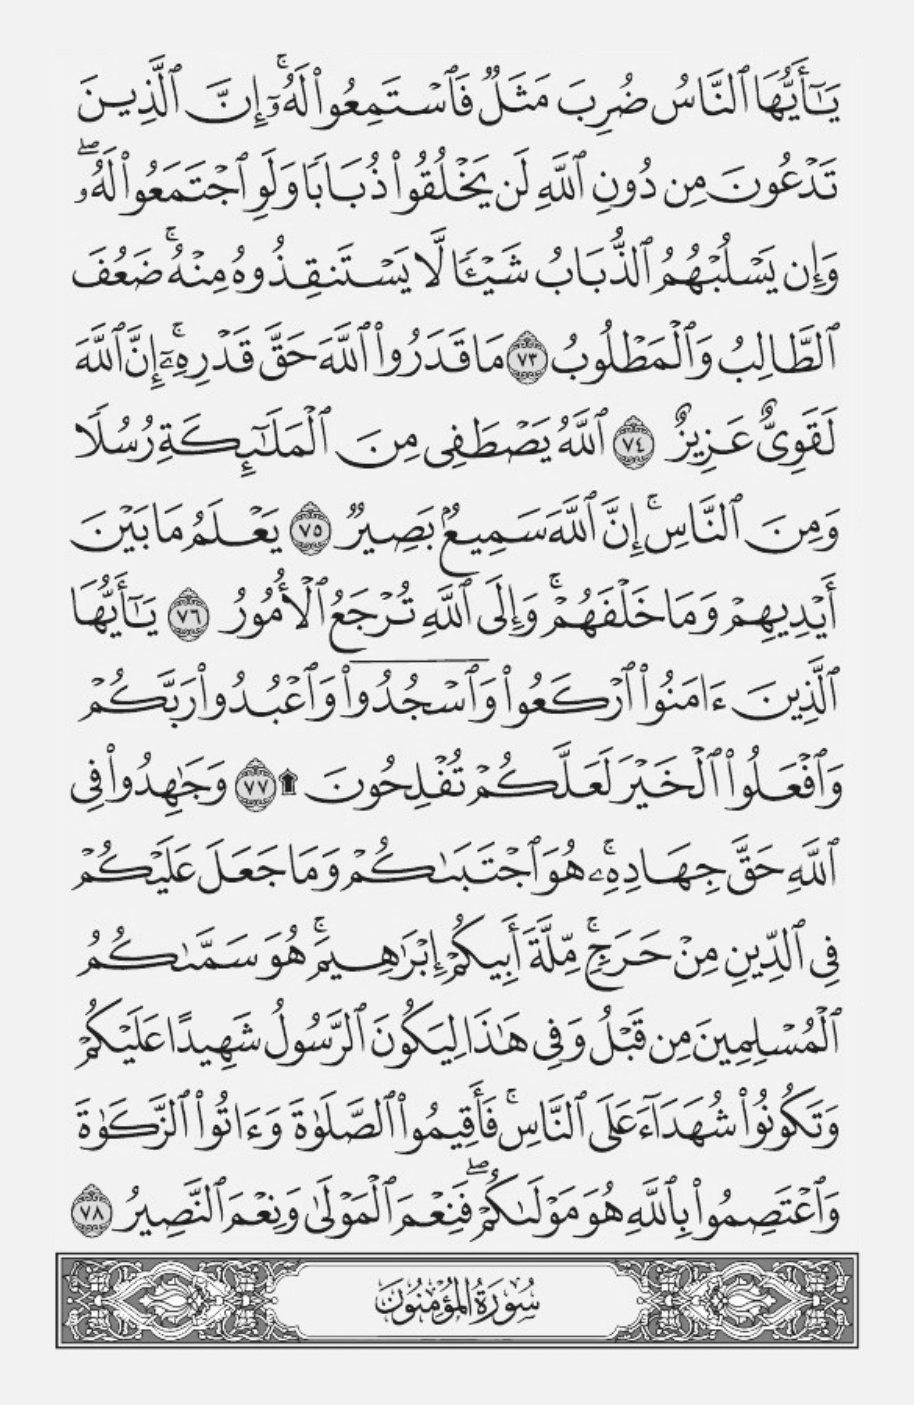 يَـٰٓأَيُّهَا ٱلنَّاسُ ضُرِبَ مَثَلٌ فَٱسْتَمِعُوا۟ لَهُۥٓ ۚ إِنَّ ٱلَّذِينَ
تَدْعُونَ مِن دُونِ ٱللَّهِ لَن يَخْلُقُوا۟ ذُبَابًا وَلَوِ ٱجْتَمَعُوا۟ لَهُۥ ۖ
وَإِن يَسْلُبْهُمُ ٱلذُّبَابُ شَيْـًٔا لَّا يَسْتَنقِذُوهُ مِنْهُ ۚ ضَعُفَ
ٱلطَّالِبُ وَٱلْمَطْلُوبُ ٧٣ مَا قَدَرُوا۟ ٱللَّهَ حَقَّ قَدْرِهِۦٓ ۚ إِنَّ ٱللَّهَ
لَقَوِىٌّ عَزِيزٌ ٧٤ ٱللَّهُ يَصْطَفِى مِنَ ٱلْمَلَـٰٓئِكَةِ رُسُلًا
وَمِنَ ٱلنَّاسِ ۚ إِنَّ ٱللَّهَ سَمِيعٌۢ بَصِيرٌ ٧٥ يَعْلَمُ مَا بَيْنَ
أَيْدِيهِمْ وَمَا خَلْفَهُمْ ۚ وَإِلَى ٱللَّهِ تُرْجَعُ ٱلْأُمُورُ ٧٦ يَـٰٓأَيُّهَا
ٱلَّذِينَ ءَامَنُوا۟ ٱرْكَعُوا۟ وَٱسْجُدُوا۟ وَٱعْبُدُوا۟ رَبَّكُمْ
وَٱفْعَلُوا۟ ٱلْخَيْرَ لَعَلَّكُمْ تُفْلِحُونَ ۩ ٧٧ وَجَـٰهِدُوا۟ فِى
ٱللَّهِ حَقَّ جِهَادِهِۦ ۚ هُوَ ٱجْتَبَىٰكُمْ وَمَا جَعَلَ عَلَيْكُمْ
فِى ٱلدِّينِ مِنْ حَرَجٍ ۚ مِّلَّةَ أَبِيكُمْ إِبْرَٰهِيمَ ۚ هُوَ سَمَّىٰكُمُ
ٱلْمُسْلِمِينَ مِن قَبْلُ وَفِى هَـٰذَا لِيَكُونَ ٱلرَّسُولُ شَهِيدًا عَلَيْكُمْ
وَتَكُونُوا۟ شُهَدَآءَ عَلَى ٱلنَّاسِ ۚ فَأَقِيمُوا۟ ٱلصَّلَوٰةَ وَءَاتُوا۟ ٱلزَّكَوٰةَ
وَٱعْتَصِمُوا۟ بِٱللَّهِ هُوَ مَوْلَىٰكُمْ ۖ فَنِعْمَ ٱلْمَوْلَىٰ وَنِعْمَ ٱلنَّصِيرُ ٧٨
سُورَةُ المُؤْمِنُونَ